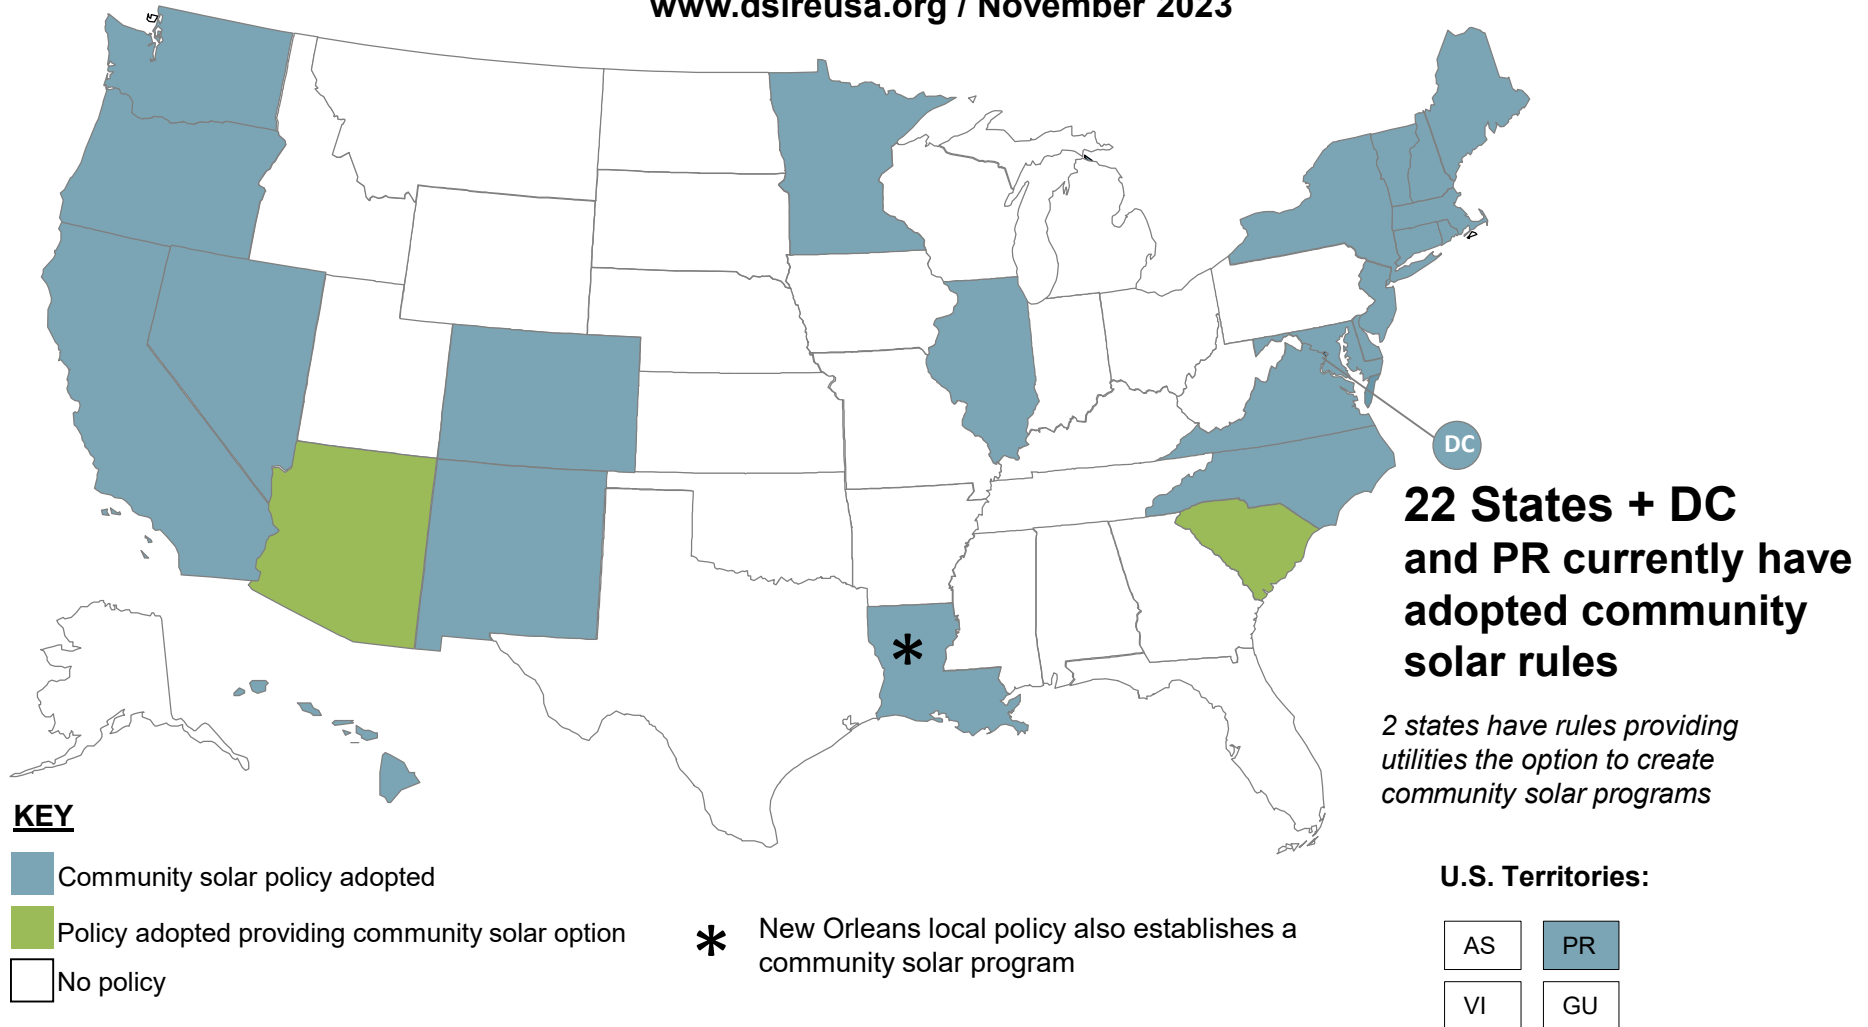 www.dsireusa.org / November 2023
DC
22 States + DC
and PR currently have
adopted community
solar rules
2 states have rules providing
utilities the option to create
community solar programs
*
KEY
Community solar policy adopted
Policy adopted providing community solar option
No policy
* New Orleans local policy also establishes a
community solar program
U.S. Territories:
AS PR
VI GU